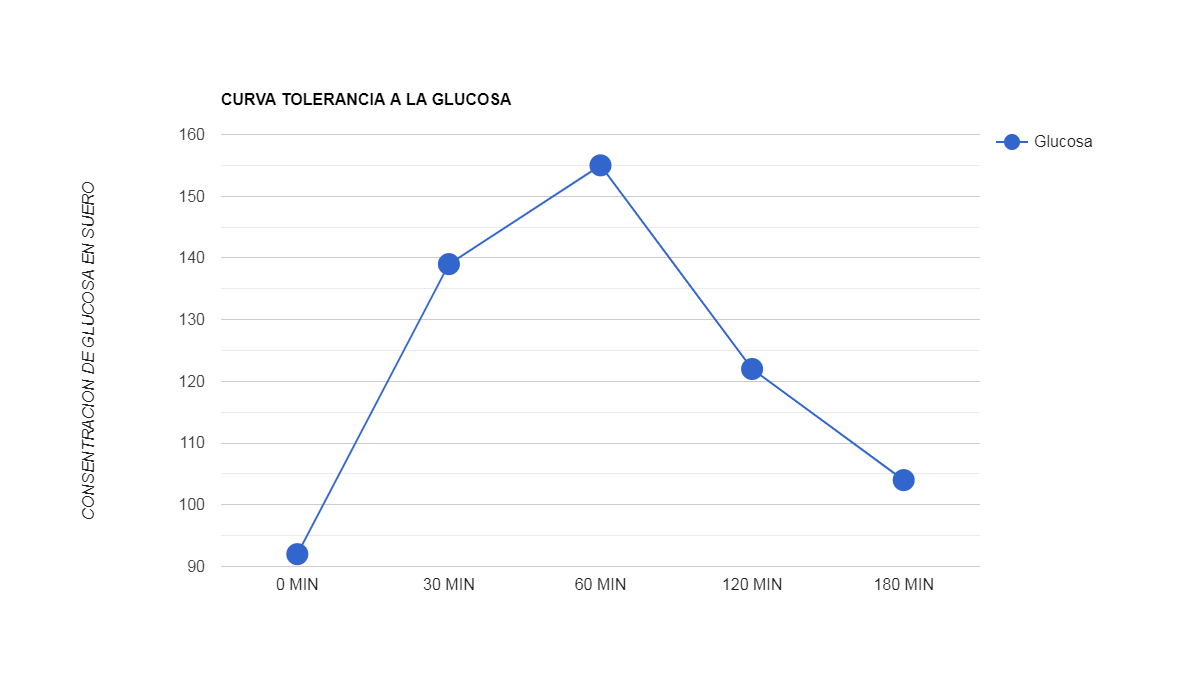 CURVA TOLERANCIA A LA GLUCOSA
CONSENTRACION DE GLUCOSA EN SUERO
160
150
140
130
120
110
100
90
0 MIN
30 MIN
60 MIN
120 MIN
180 MIN
Glucosa